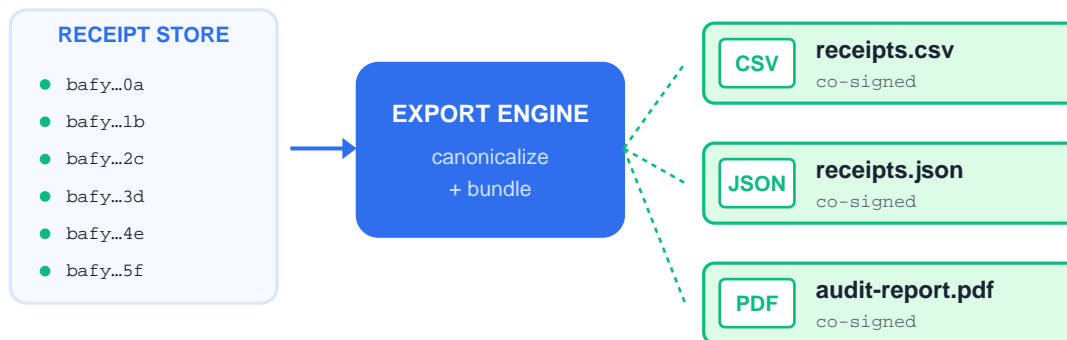 RECEIPT STORE
bafy…0a
bafy…1b
bafy…2c
bafy…3d
bafy…4e
bafy…5f
EXPORT ENGINE
canonicalize
+ bundle
CSV
receipts.csv
co-signed
JSON
receipts.json
co-signed
PDF
audit-report.pdf
co-signed